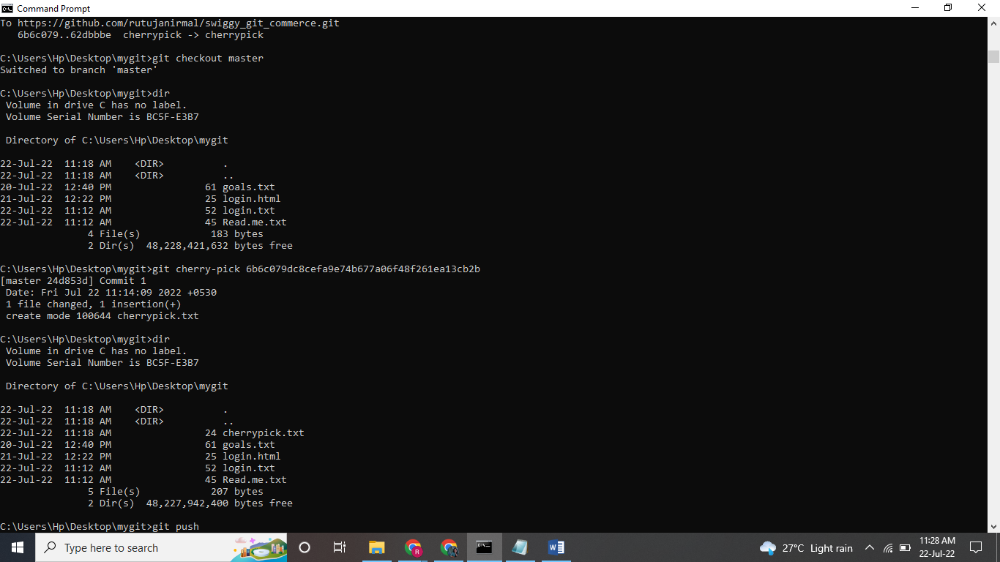 Command Prompt
To https://github.com/rutujanirmal/swiggy_git_commerce.git
   6b6c079..62dbbbe  cherrypick -> cherrypick
C:\Users\Hp\Desktop\mygit>git checkout master
Switched to branch 'master'
C:\Users\Hp\Desktop\mygit>dir
 Volume in drive C has no label.
 Volume Serial Number is BC5F-E3B7
 Directory of C:\Users\Hp\Desktop\mygit
22-Jul-22  11:18 AM    <DIR>          .
22-Jul-22  11:18 AM    <DIR>          ..
20-Jul-22  12:40 PM                61 goals.txt
21-Jul-22  12:22 PM                25 login.html
22-Jul-22  11:12 AM                52 login.txt
22-Jul-22  11:12 AM                45 Read.me.txt
               4 File(s)            183 bytes
               2 Dir(s)  48,228,421,632 bytes free
C:\Users\Hp\Desktop\mygit>git cherry-pick 6b6c079dc8cefa9e74b677a06f48f261ea13cb2b
[master 24d853d] Commit 1
 Date: Fri Jul 22 11:14:09 2022 +0530
 1 file changed, 1 insertion(+)
 create mode 100644 cherrypick.txt
C:\Users\Hp\Desktop\mygit>dir
 Volume in drive C has no label.
 Volume Serial Number is BC5F-E3B7
 Directory of C:\Users\Hp\Desktop\mygit
22-Jul-22  11:18 AM    <DIR>          .
22-Jul-22  11:18 AM    <DIR>          ..
22-Jul-22  11:18 AM                24 cherrypick.txt
20-Jul-22  12:40 PM                61 goals.txt
21-Jul-22  12:22 PM                25 login.html
22-Jul-22  11:12 AM                52 login.txt
22-Jul-22  11:12 AM                45 Read.me.txt
               5 File(s)            207 bytes
               2 Dir(s)  48,227,942,400 bytes free
C:\Users\Hp\Desktop\mygit>git push
Type here to search
27°C  Light rain
11:28 AM
22-Jul-22